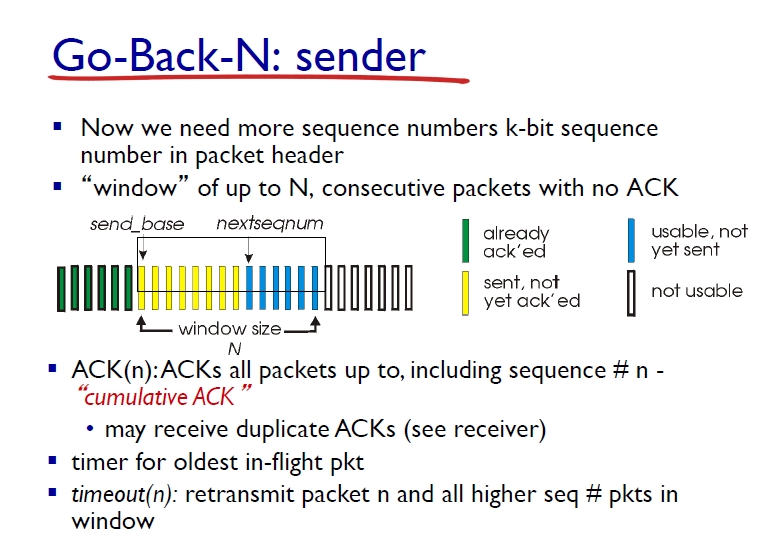 Go-Back-N: sender
▪ Now we need more sequence numbers k-bit sequence
number in packet header
▪ “window” of up to N, consecutive packets with no ACK
send_base nextseqnum
already
ack'ed
usable, not
yet sent
sent, not
yet ack'ed
not usable
window size
N
▪ ACK(n): ACKs all packets up to, including sequence # n -
“cumulative ACK ”
• may receive duplicate ACKs (see receiver)
▪ timer for oldest in-flight pkt
▪ timeout(n): retransmit packet n and all higher seq # pkts in
window